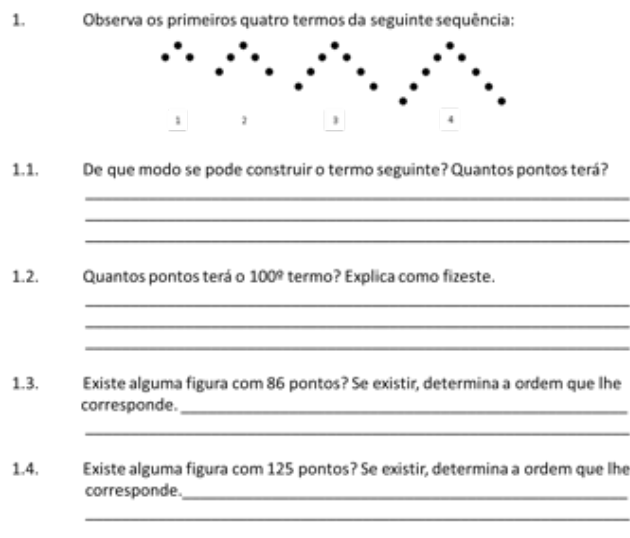 1. Observa os primeiros quatro termos da seguinte sequência:
1 2 3 4
1.1. De que modo se pode construir o termo seguinte? Quantos pontos terá?
1.2. Quantos pontos terá o 100º termo? Explica como fizeste.
1.3. Existe alguma figura com 86 pontos? Se existir, determina a ordem que lhe
corresponde.
1.4. Existe alguma figura com 125 pontos? Se existir, determina a ordem que lhe
corresponde.